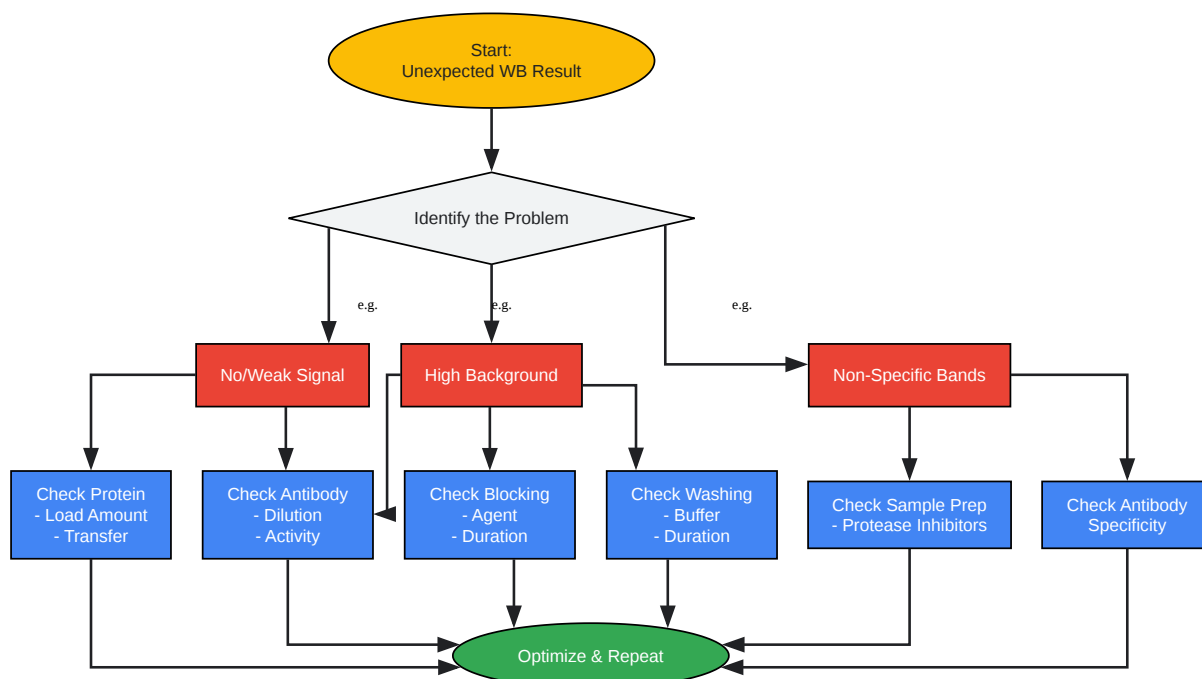 Start:
Unexpected WB Result
Identify the Problem
e.g.
e.g.
e.g.
No/Weak Signal
High Background
Non-Specific Bands
Check Protein
- Load Amount
- Transfer
Check Antibody
- Dilution
- Activity
Check Blocking
- Agent
- Duration
Check Washing
- Buffer
- Duration
Check Sample Prep
- Protease Inhibitors
Check Antibody
Specificity
Optimize & Repeat